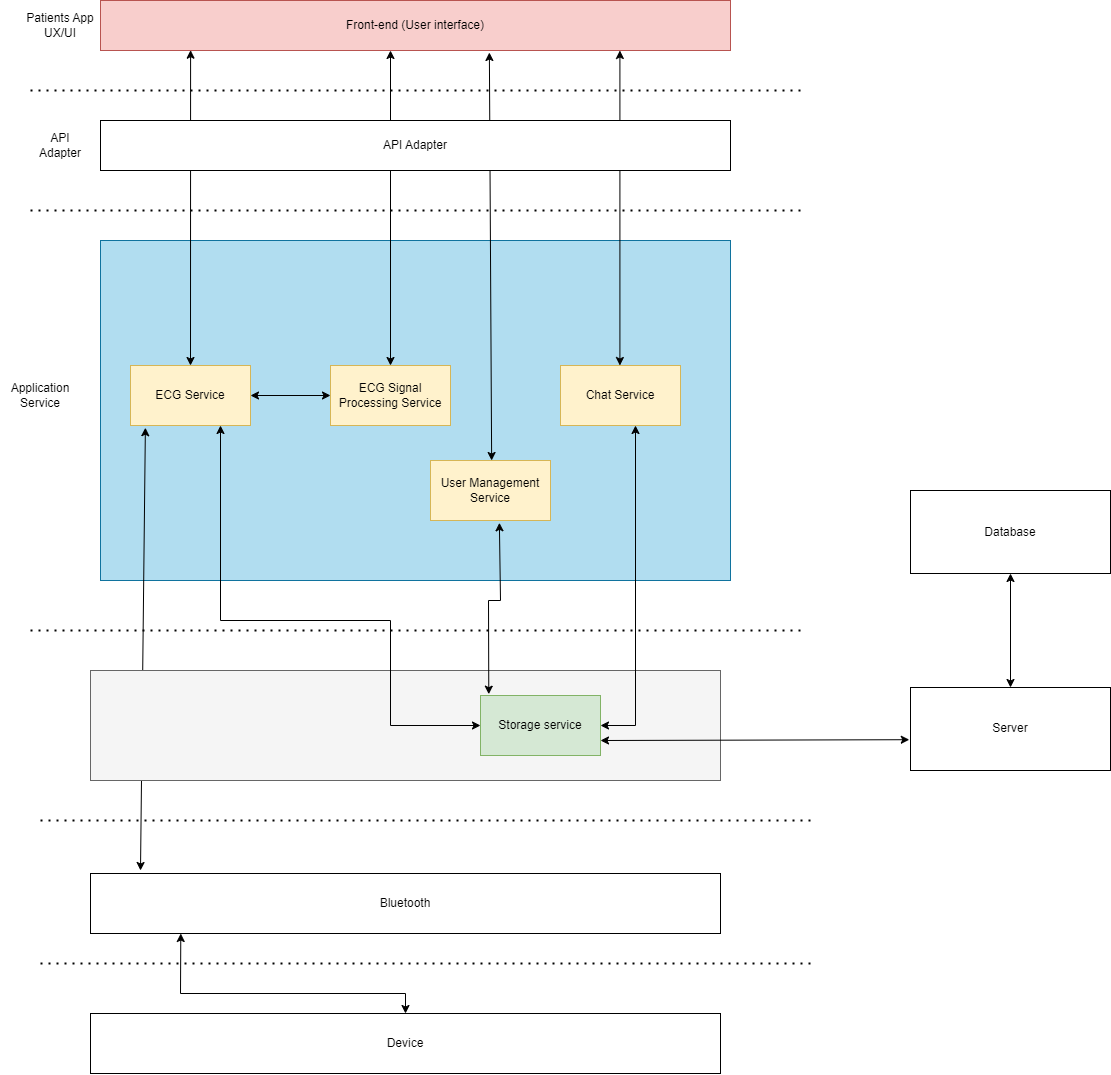 Patients App
UX/UI
Front-end (User interface)
API
Adapter
API Adapter
Application
Service
ECG Service
ECG Signal
Processing Service
Chat Service
User Management
Service
Database
Storage service
Server
Bluetooth
Device